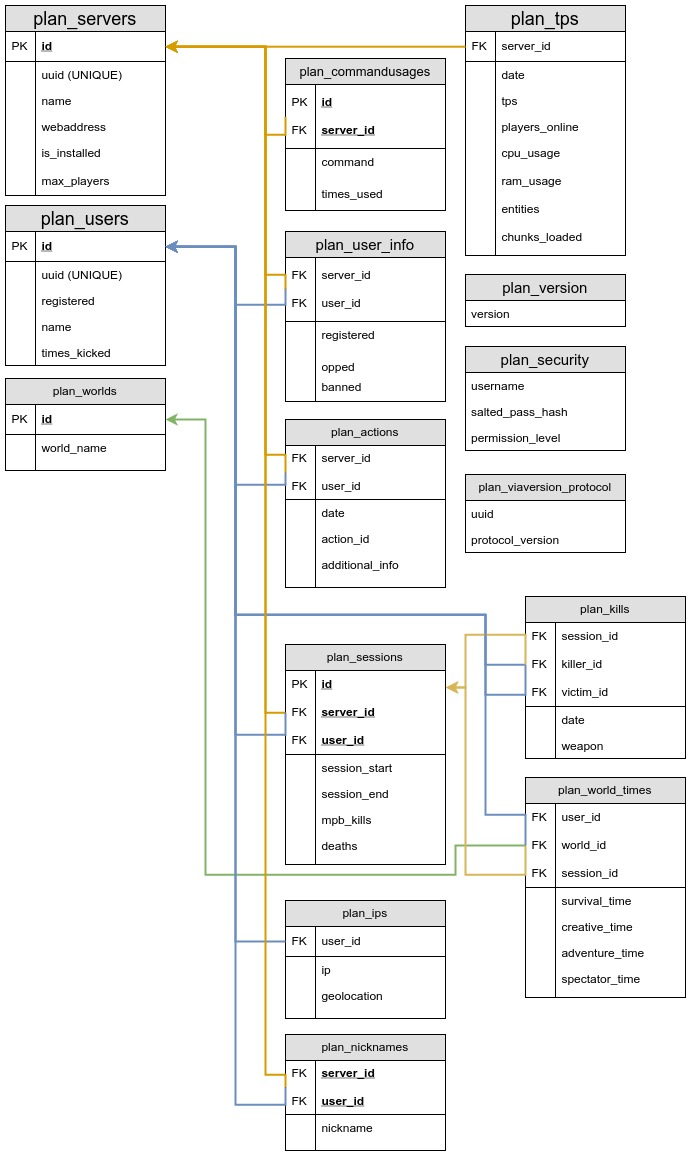 plan_servers
PK id
uuid (UNIQUE)
name
webaddress
is_installed
max_players
plan_users
PK id
uuid (UNIQUE)
registered
name
times_kicked
plan_worlds
PK id
world_name
plan_commandusages
PK id
FK server_id
command
times_used
plan_user_info
FK server_id
FK user_id
registered
opped
banned
plan_actions
FK server_id
FK user_id
date
action_id
additional_info
plan_sessions
PK id
FK server_id
FK user_id
session_start
session_end
mpb_kills
deaths
plan_ips
FK user_id
ip
geolocation
plan_nicknames
FK server_id
FK user_id
nickname
plan_tps
FK server_id
date
tps
players_online
cpu_usage
ram_usage
entities
chunks_loaded
plan_version
version
plan_security
username
salted_pass_hash
permission_level
plan_viaversion_protocol
uuid
protocol_version
plan_kills
FK session_id
FK killer_id
FK victim_id
date
weapon
plan_world_times
FK user_id
FK world_id
FK session_id
survival_time
creative_time
adventure_time
spectator_time